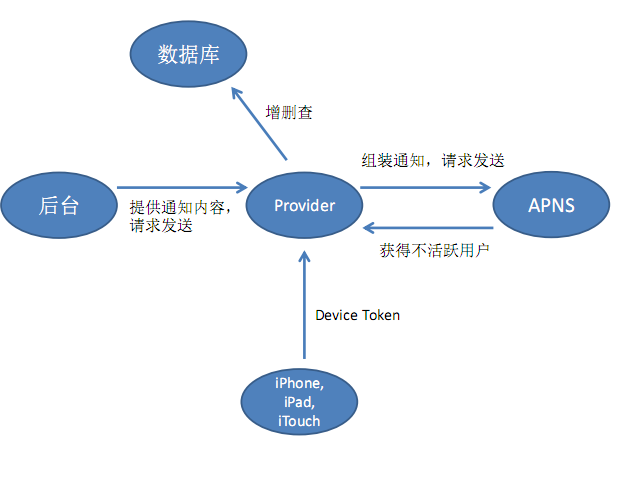 数据库
增删查
组装通知，请求发送
后台
提供通知内容，
请求发送
Provider
APNS
获得不活跃用户
Device Token
iPhone,
iPad,
iTouch